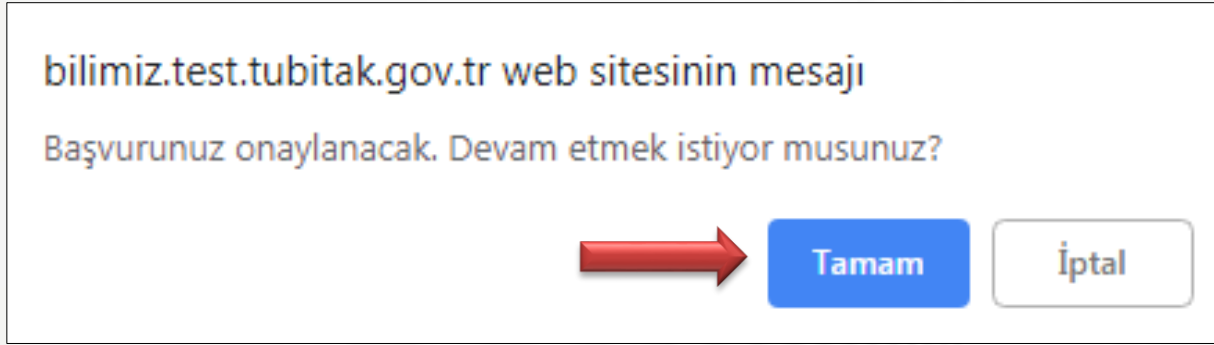 bilimiz.test.tubitak.gov.tr web sitesinin mesajı
Başvurunuz onaylanacak. Devam etmek istiyor musunuz?
Tamam İptal